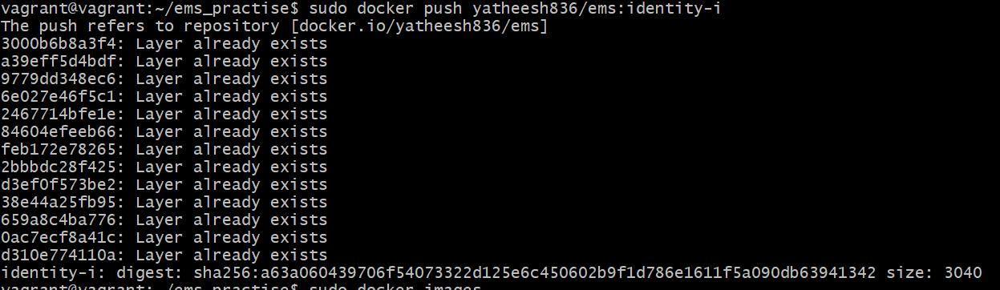 vagrant@vagrant:~/ems_practise$ sudo docker push yatheesh836/ems:identity-i
The push refers to repository [docker.io/yatheesh836/ems]
3000b6b8a3f4: Layer already exists
a39eff5d4bdf: Layer already exists
9779dd348ec6: Layer already exists
6e027e46f5c1: Layer already exists
2467714bfe1e: Layer already exists
84604efeeb66: Layer already exists
feb172e78265: Layer already exists
2bbbdc28f425: Layer already exists
d3ef0f573be2: Layer already exists
38e44a25fb95: Layer already exists
659a8c4ba776: Layer already exists
0ac7ecf8a41c: Layer already exists
d310e774110a: Layer already exists
identity-i: digest: sha256:a63a060439706f54073322d125e6c450602b9f1d786e1611f5a090db63941342 size: 3040
vagrant@vagrant:~/ems_practise$ sudo docker images